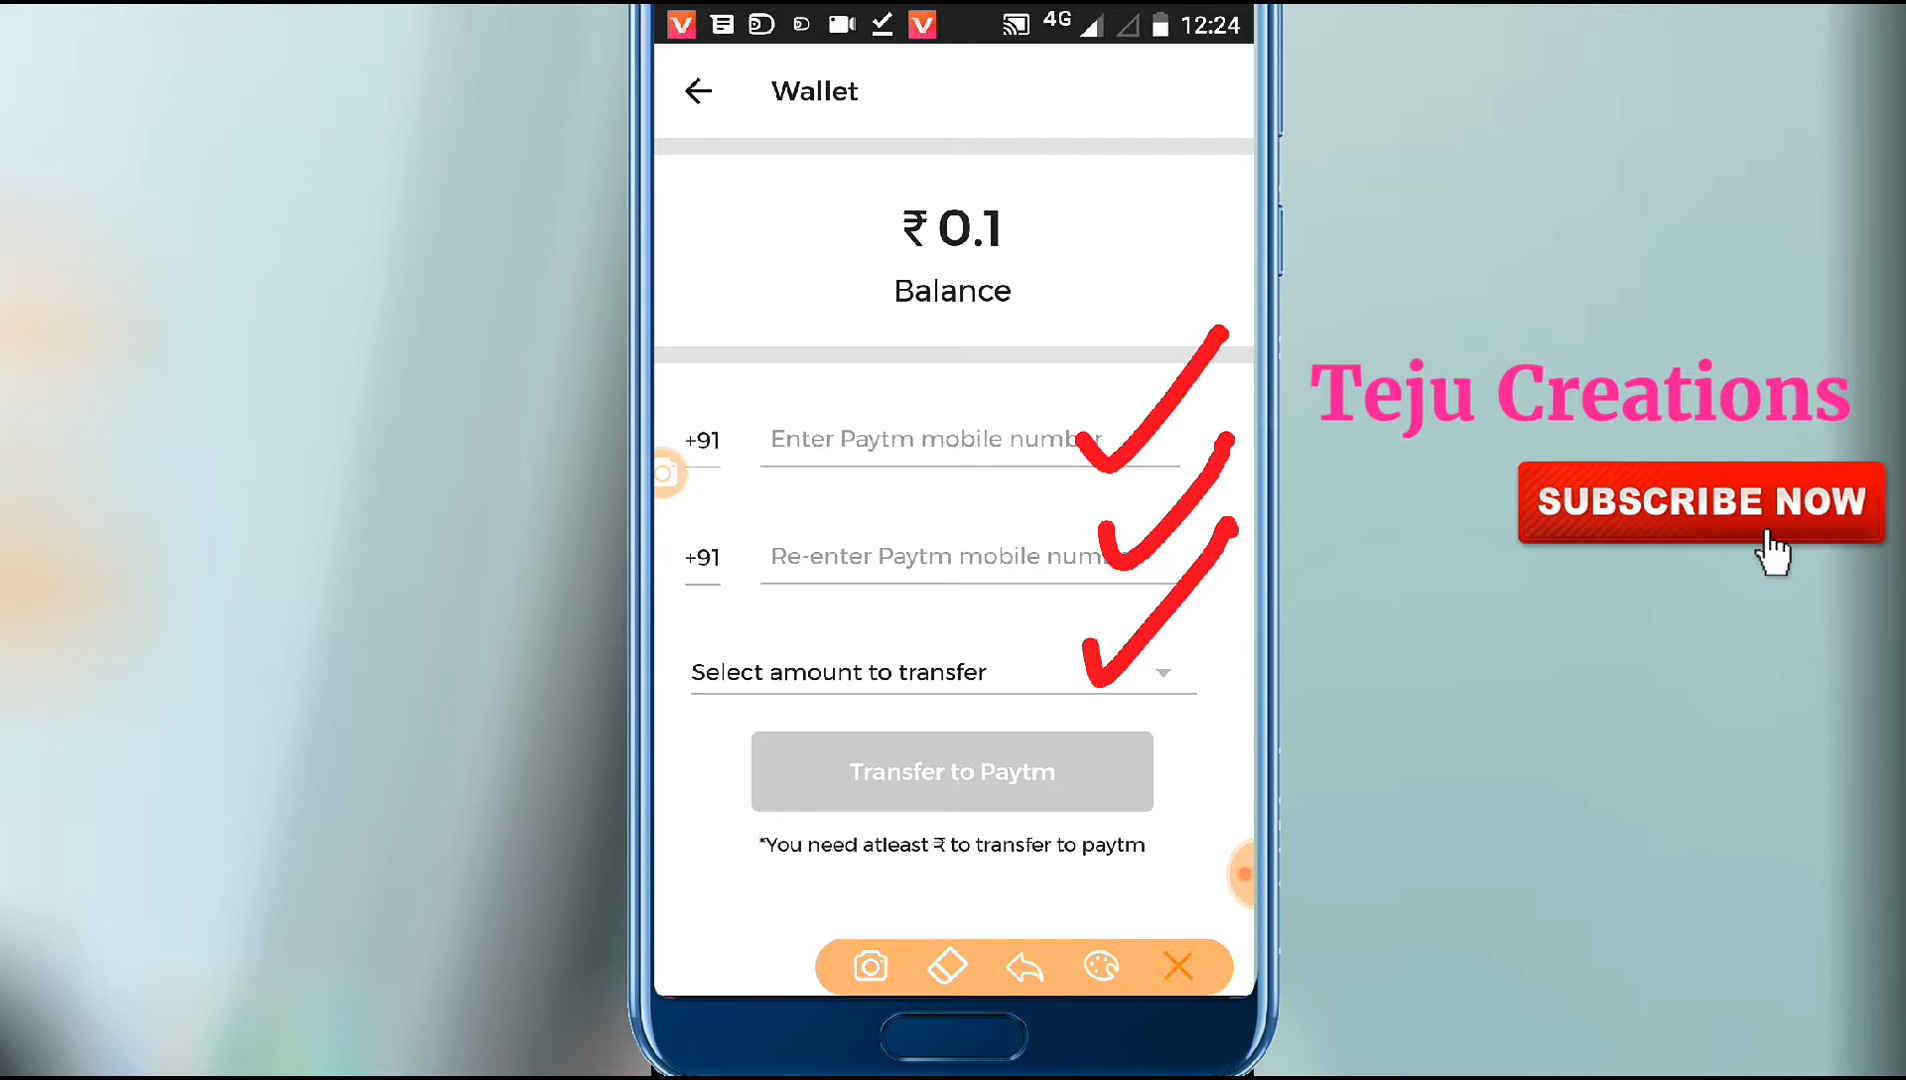 4G 12:24
Wallet
₹ 0.1
Balance
+91 Enter Paytm mobile number
+91 Re-enter Paytm mobile
Select amount to transfer
Transfer to Paytm
*You need atleast ₹ to transfer to paytm
Teju Creations
SUBSCRIBE NOW